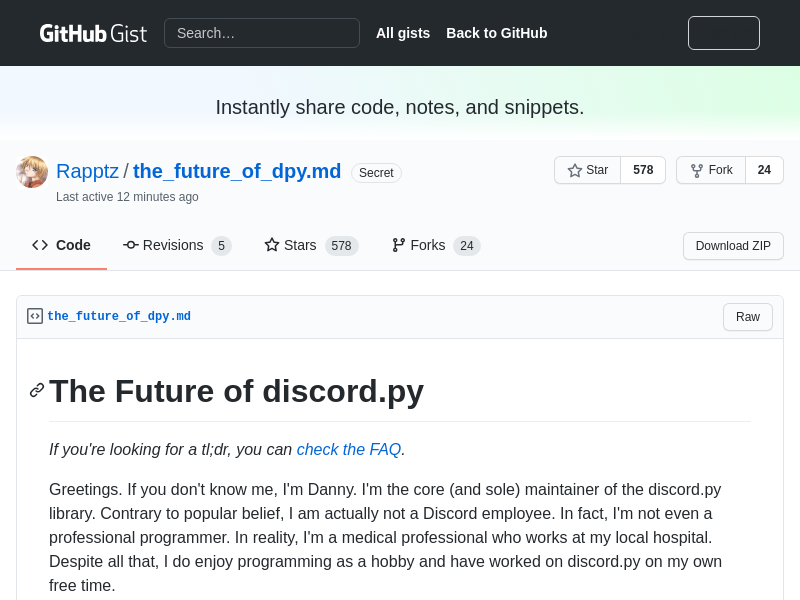 GitHub Gist Search… All gists Back to GitHub
Instantly share code, notes, and snippets.
Rapptz / the_future_of_dpy.md Secret Star 578 Fork 24
Last active 12 minutes ago
Code Revisions 5 Stars 578 Forks 24 Download ZIP
the_future_of_dpy.md Raw
The Future of discord.py
If you're looking for a tl;dr, you can check the FAQ.
Greetings. If you don't know me, I'm Danny. I'm the core (and sole) maintainer of the discord.py
library. Contrary to popular belief, I am actually not a Discord employee. In fact, I'm not even a
professional programmer. In reality, I'm a medical professional who works at my local hospital.
Despite all that, I do enjoy programming as a hobby and have worked on discord.py on my own
free time.